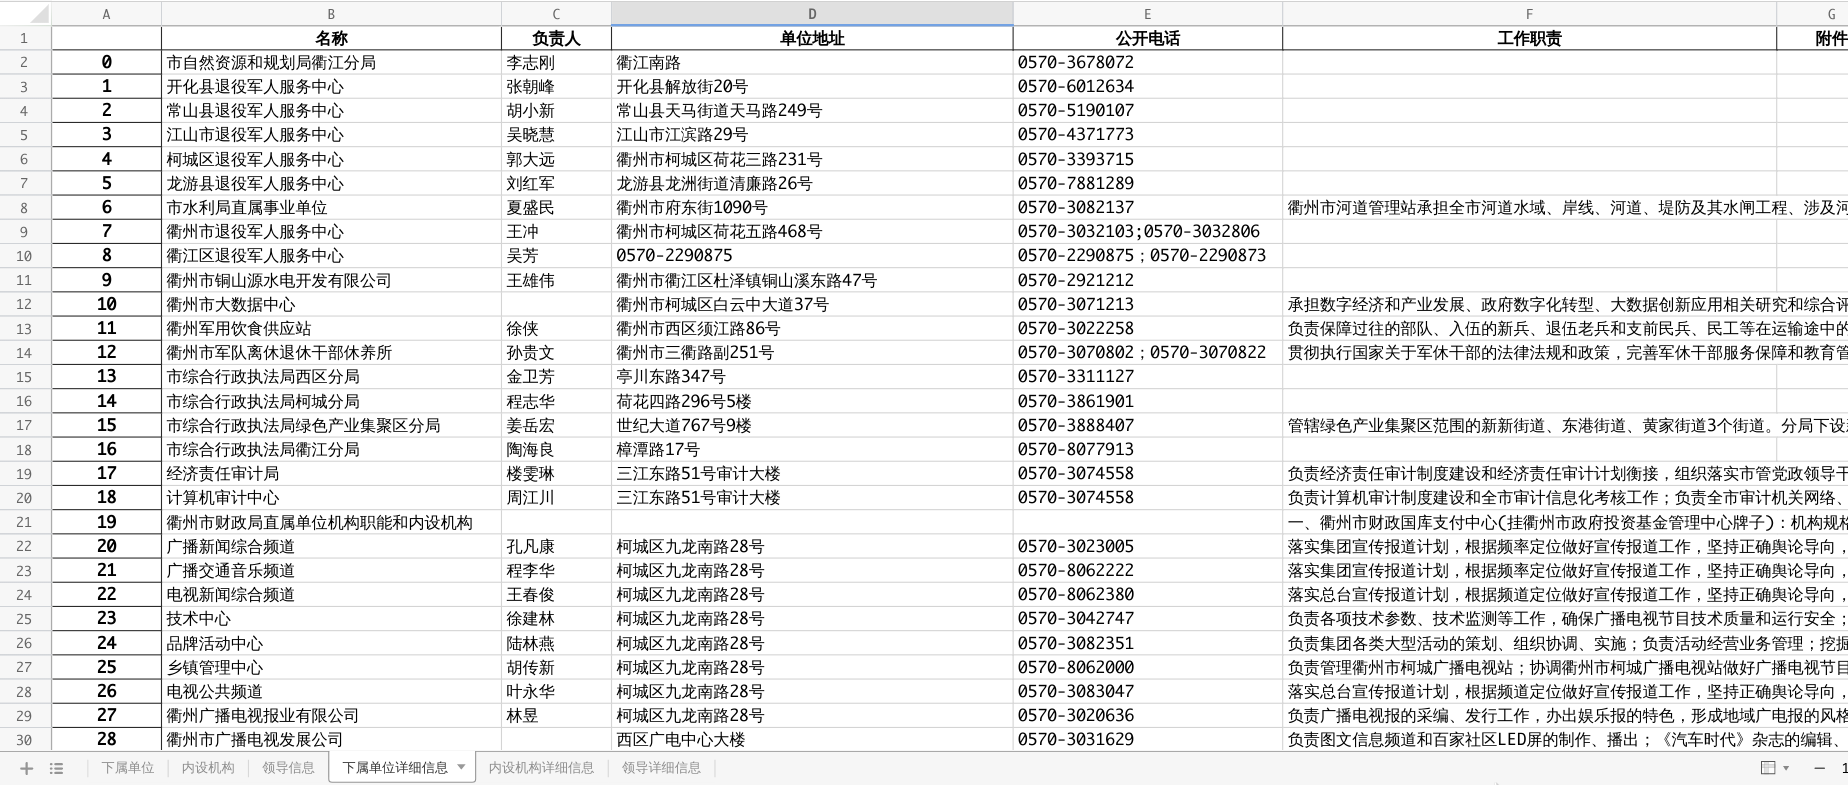 A B C D E F G
1 名称 负责人 单位地址 公开电话 工作职责 附件
2 0 市自然资源和规划局衢江分局 李志刚 衢江南路 0570-3678072
3 1 开化县退役军人服务中心 张朝峰 开化县解放街20号 0570-6012634
4 2 常山县退役军人服务中心 胡小新 常山县天马街道天马路249号 0570-5190107
5 3 江山市退役军人服务中心 吴晓慧 江山市江滨路29号 0570-4371773
6 4 柯城区退役军人服务中心 郭大远 衢州市柯城区荷花三路231号 0570-3393715
7 5 龙游县退役军人服务中心 刘红军 龙游县龙洲街道清廉路26号 0570-7881289
8 6 市水利局直属事业单位 夏盛民 衢州市府东街1090号 0570-3082137 衢州市河道管理站承担全市河道水域、岸线、河道、堤防及其水闸工程、涉及河
9 7 衢州市退役军人服务中心 王冲 衢州市柯城区荷花五路468号 0570-3032103;0570-3032806
10 8 衢江区退役军人服务中心 吴芳 0570-2290875 0570-2290875；0570-2290873
11 9 衢州市铜山源水电开发有限公司 王雄伟 衢州市衢江区杜泽镇铜山溪东路47号 0570-2921212
12 10 衢州市大数据中心 衢州市柯城区白云中大道37号 0570-3071213 承担数字经济和产业发展、政府数字化转型、大数据创新应用相关研究和综合评
13 11 衢州军用饮食供应站 徐侠 衢州市西区须江路86号 0570-3022258 负责保障过往的部队、入伍的新兵、退伍老兵和支前民兵、民工等在运输途中的
14 12 衢州市军队离休退休干部休养所 孙贵文 衢州市三衢路副251号 0570-3070802；0570-3070822 贯彻执行国家关于军休干部的法律法规和政策，完善军休干部服务保障和教育管
15 13 市综合行政执法局西区分局 金卫芳 亭川东路347号 0570-3311127
16 14 市综合行政执法局柯城分局 程志华 荷花四路296号5楼 0570-3861901
17 15 市综合行政执法局绿色产业集聚区分局 姜岳宏 世纪大道767号9楼 0570-3888407 管辖绿色产业集聚区范围的新新街道、东港街道、黄家街道3个街道。分局下设
18 16 市综合行政执法局衢江分局 陶海良 樟潭路17号 0570-8077913
19 17 经济责任审计局 楼雯琳 三江东路51号审计大楼 0570-3074558 负责经济责任审计制度建设和经济责任审计计划衔接，组织落实市管党政领导干
20 18 计算机审计中心 周江川 三江东路51号审计大楼 0570-3074558 负责计算机审计制度建设和全市审计信息化考核工作；负责全市审计机关网络、
21 19 衢州市财政局直属单位机构职能和内设机构 一、衢州市财政国库支付中心(挂衢州市政府投资基金管理中心牌子)：机构规格
22 20 广播新闻综合频道 孔凡康 柯城区九龙南路28号 0570-3023005 落实集团宣传报道计划，根据频率定位做好宣传报道工作，坚持正确舆论导向，
23 21 广播交通音乐频道 程李华 柯城区九龙南路28号 0570-8062222 落实集团宣传报道计划，根据频率定位做好宣传报道工作，坚持正确舆论导向，
24 22 电视新闻综合频道 王春俊 柯城区九龙南路28号 0570-8062380 落实总台宣传报道计划，根据频道定位做好宣传报道工作，坚持正确舆论导向，
25 23 技术中心 徐建林 柯城区九龙南路28号 0570-3042747 负责各项技术参数、技术监测等工作，确保广播电视节目技术质量和运行安全；
26 24 品牌活动中心 陆林燕 柯城区九龙南路28号 0570-3082351 负责集团各类大型活动的策划、组织协调、实施；负责活动经营业务管理；挖掘
27 25 乡镇管理中心 胡传新 柯城区九龙南路28号 0570-8062000 负责管理衢州市柯城广播电视站；协调衢州市柯城广播电视站做好广播电视节目
28 26 电视公共频道 叶永华 柯城区九龙南路28号 0570-3083047 落实总台宣传报道计划，根据频道定位做好宣传报道工作，坚持正确舆论导向，
29 27 衢州广播电视报业有限公司 林昱 柯城区九龙南路28号 0570-3020636 负责广播电视报的采编、发行工作，办出娱乐报的特色，形成地域广电报的风格
30 28 衢州市广播电视发展公司 西区广电中心大楼 0570-3031629 负责图文信息频道和百家社区LED屏的制作、播出；《汽车时代》杂志的编辑、
下属单位 内设机构 领导信息 下属单位详细信息 内设机构详细信息 领导详细信息